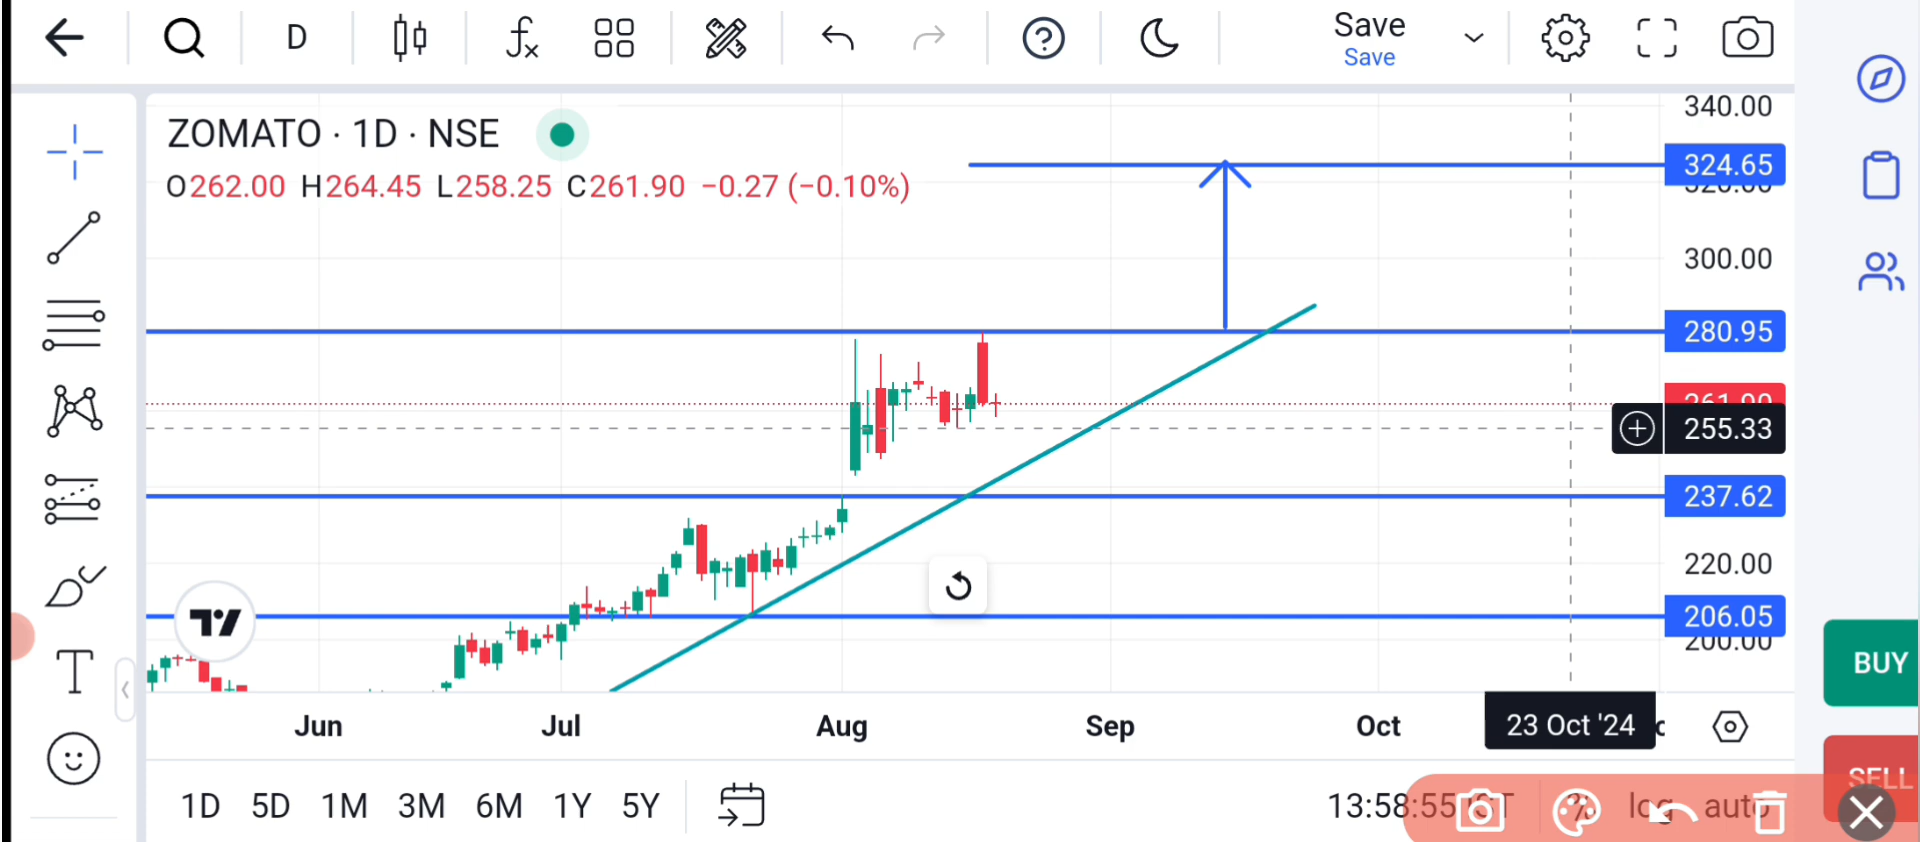 D
Save
Save
ZOMATO · 1D · NSE
O262.00 H264.45 L258.25 C261.90 −0.27 (−0.10%)
340.00
324.65
320.00
300.00
280.95
261.90
255.33
237.62
220.00
206.05
200.00
Jun Jul Aug Sep Oct 23 Oct '24
1D 5D 1M 3M 6M 1Y 5Y
13:58:55 log auto
BUY
SELL